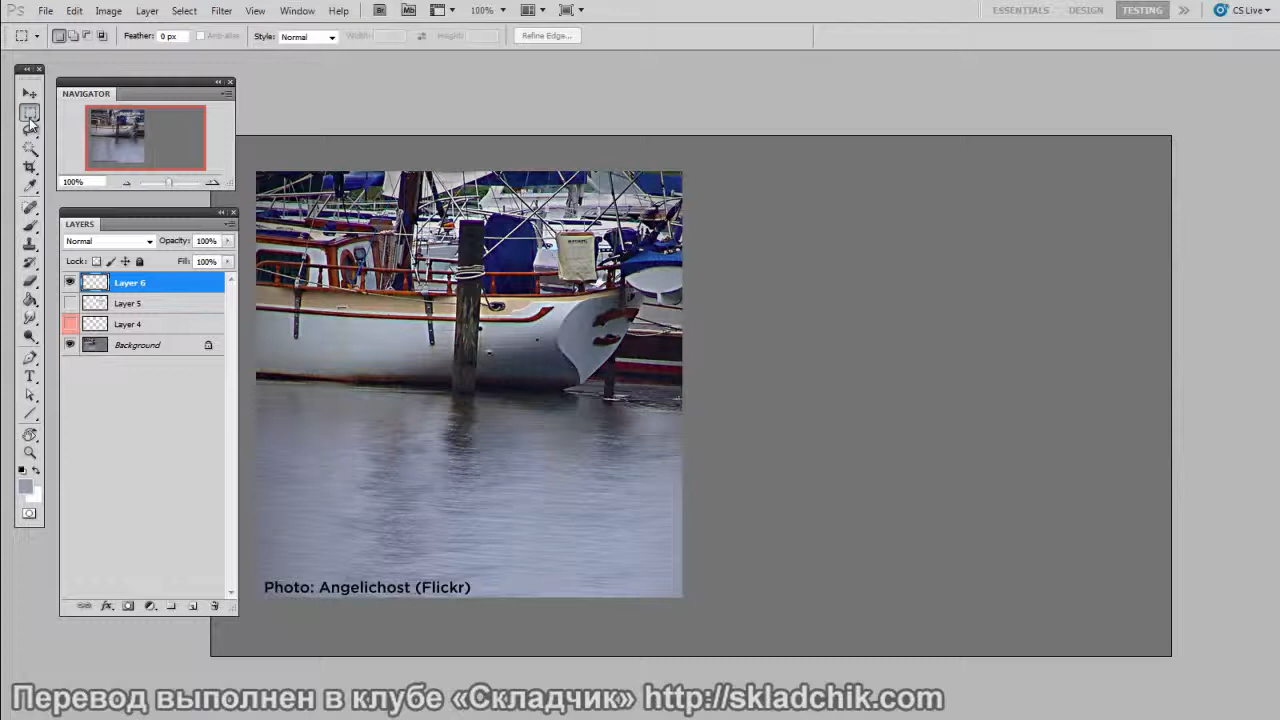 Ps File Edit Image Layer Select Filter View Window Help Br Mb 100% ESSENTIALS DESIGN TESTING CS Live
Feather: 0 px Anti-alias Style: Normal Width: Height: Refine Edge...
NAVIGATOR
100%
LAYERS
Normal Opacity: 100%
Lock: Fill: 100%
Layer 6
Layer 5
Layer 4
Background
Photo: Angelichost (Flickr)
Перевод выполнен в клубе «Складчик» http://skladchik.com